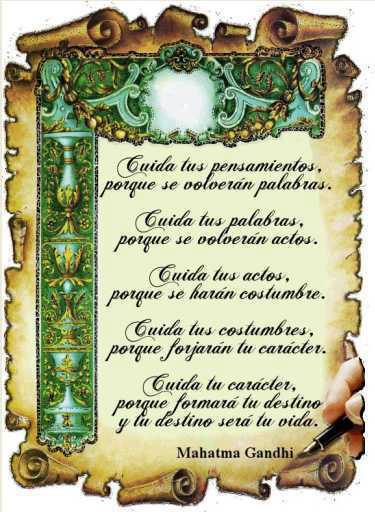 Cuida tus pensamientos,
porque se volverán palabras.
Cuida tus palabras,
porque se volverán actos.
Cuida tus actos,
porque se harán costumbre.
Cuida tus costumbres,
porque forjarán tu carácter.
Cuida tu carácter,
porque formará tu destino
y tu destino será tu vida.
Mahatma Gandhi